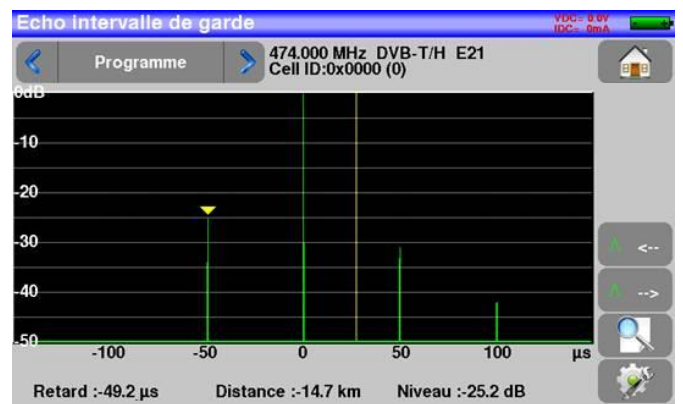 Echo intervalle de garde
VDC= 0.0V
IDC= 0mA
Programme
474.000 MHz DVB-T/H E21
Cell ID:0x0000 (0)
0dB
-10
-20
-30
-40
-50
-100 -50 0 50 100 µs
<--
-->
Retard :-49.2 µs Distance :-14.7 km Niveau :-25.2 dB